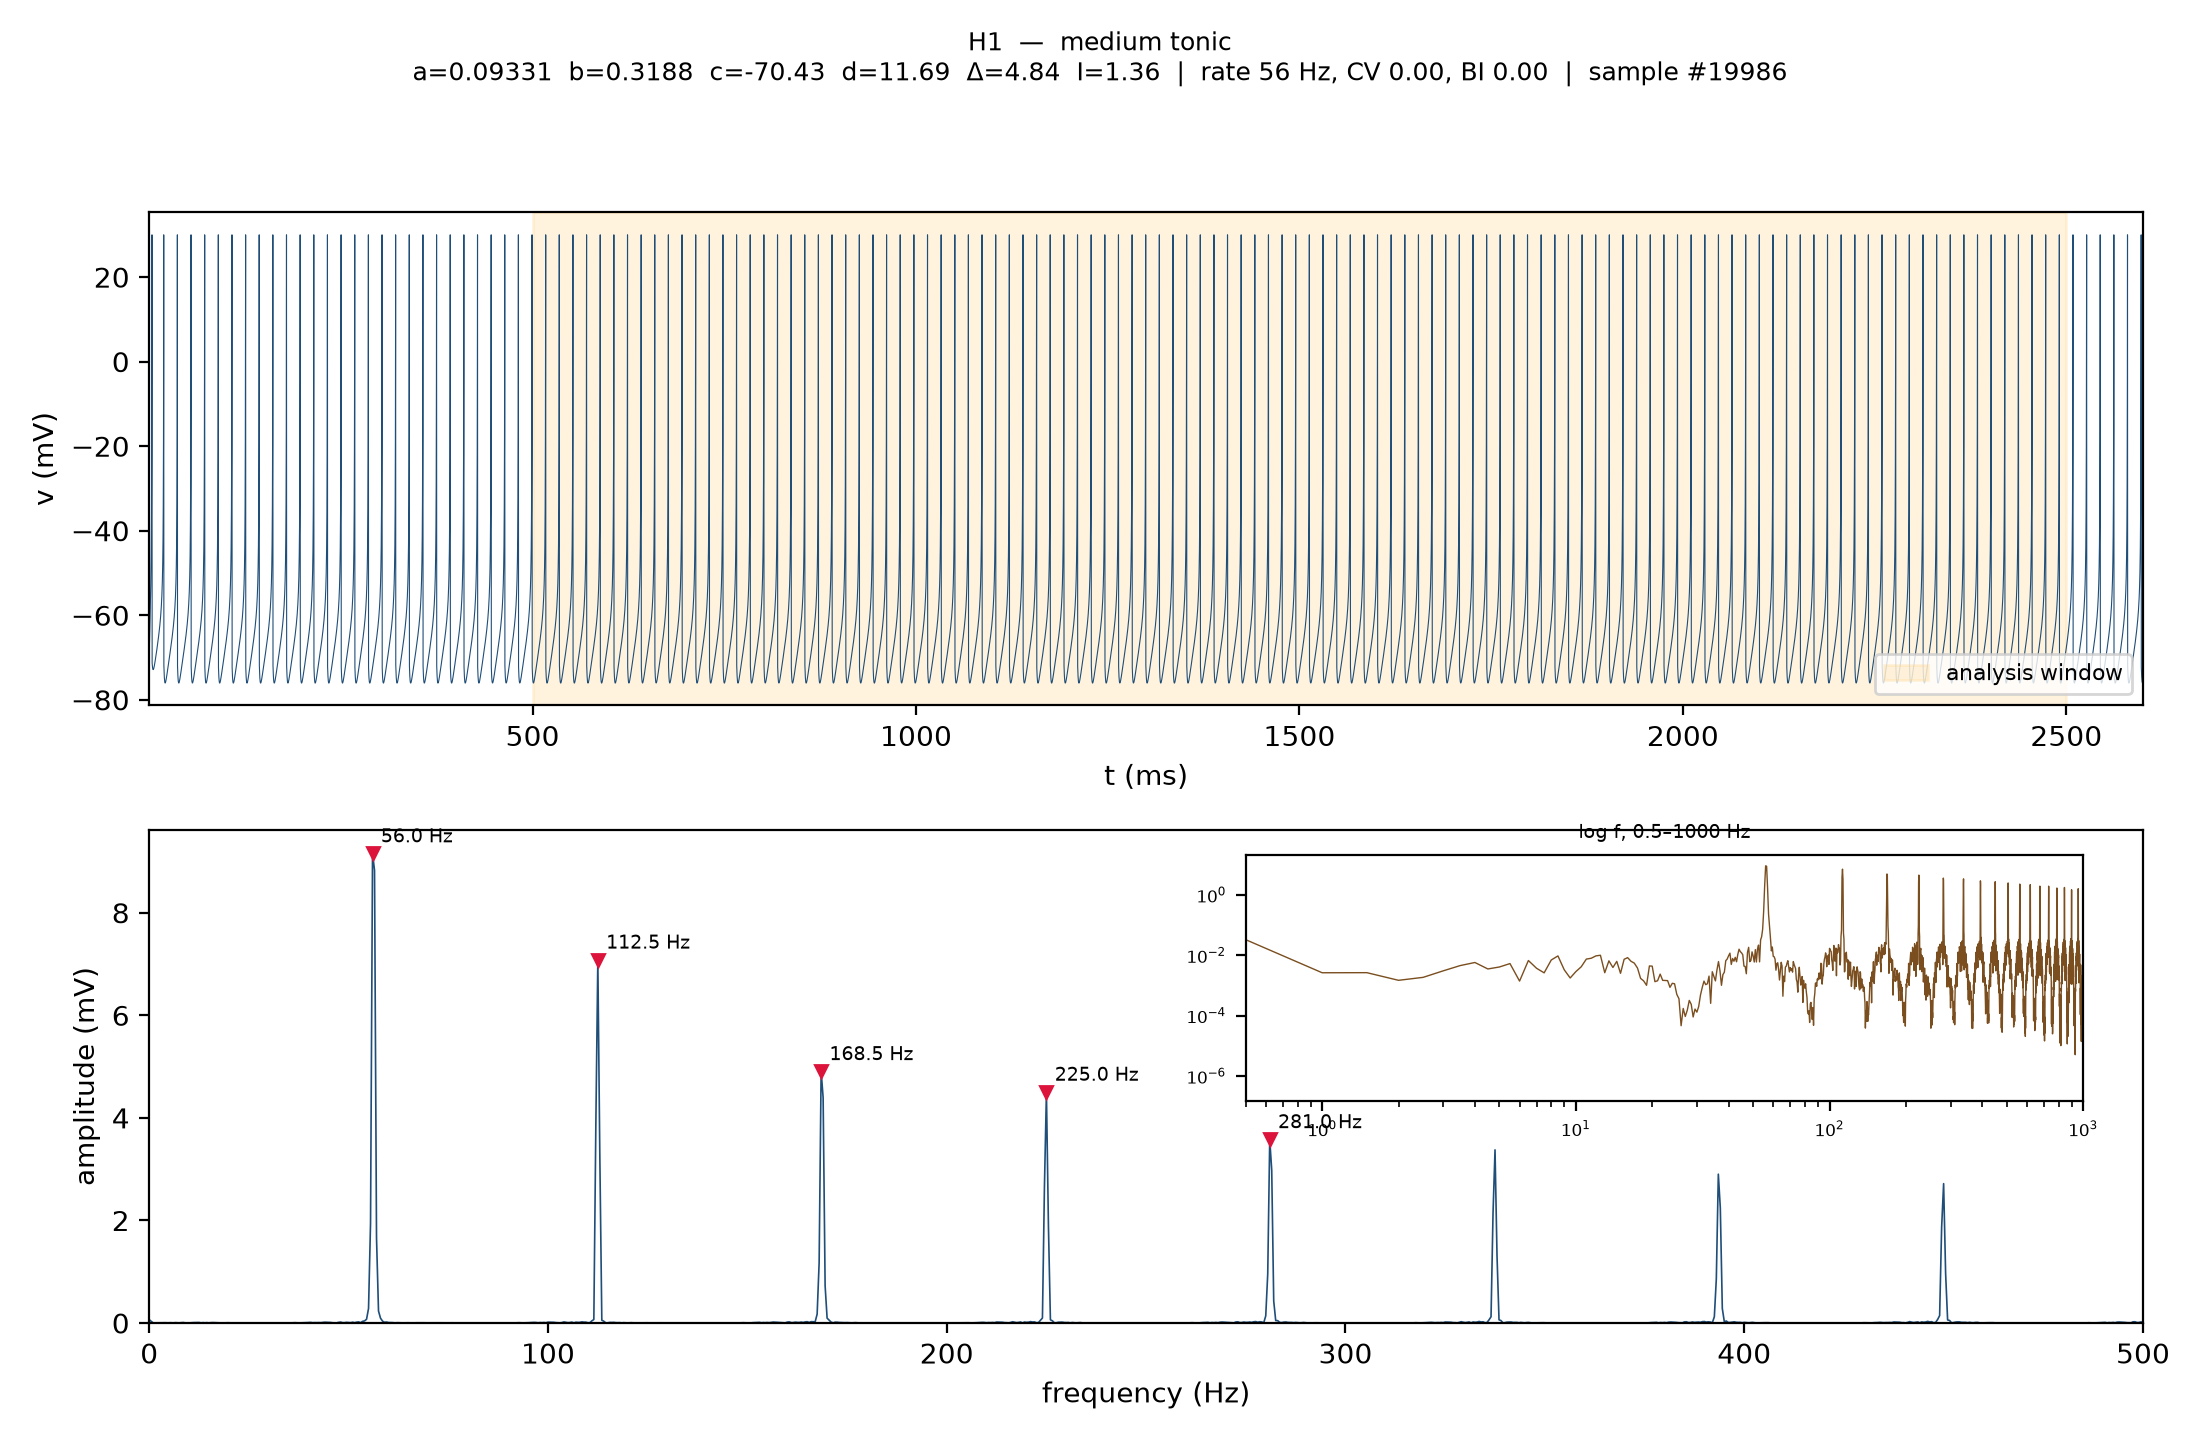 H1 — medium tonic
a=0.09331 b=0.3188 c=-70.43 d=11.69 Δ=4.84 I=1.36 | rate 56 Hz, CV 0.00, BI 0.00 | sample #19986
20
0
−20
−40
−60
−80
v (mV)
analysis window
500
1000
1500
2000
2500
t (ms)
56.0 Hz
112.5 Hz
168.5 Hz
225.0 Hz
281.0 Hz
log f, 0.5–1000 Hz
10⁰
10⁻²
10⁻⁴
10⁻⁶
10⁰
10¹
10²
10³
8
6
4
2
0
amplitude (mV)
0
100
200
300
400
500
frequency (Hz)